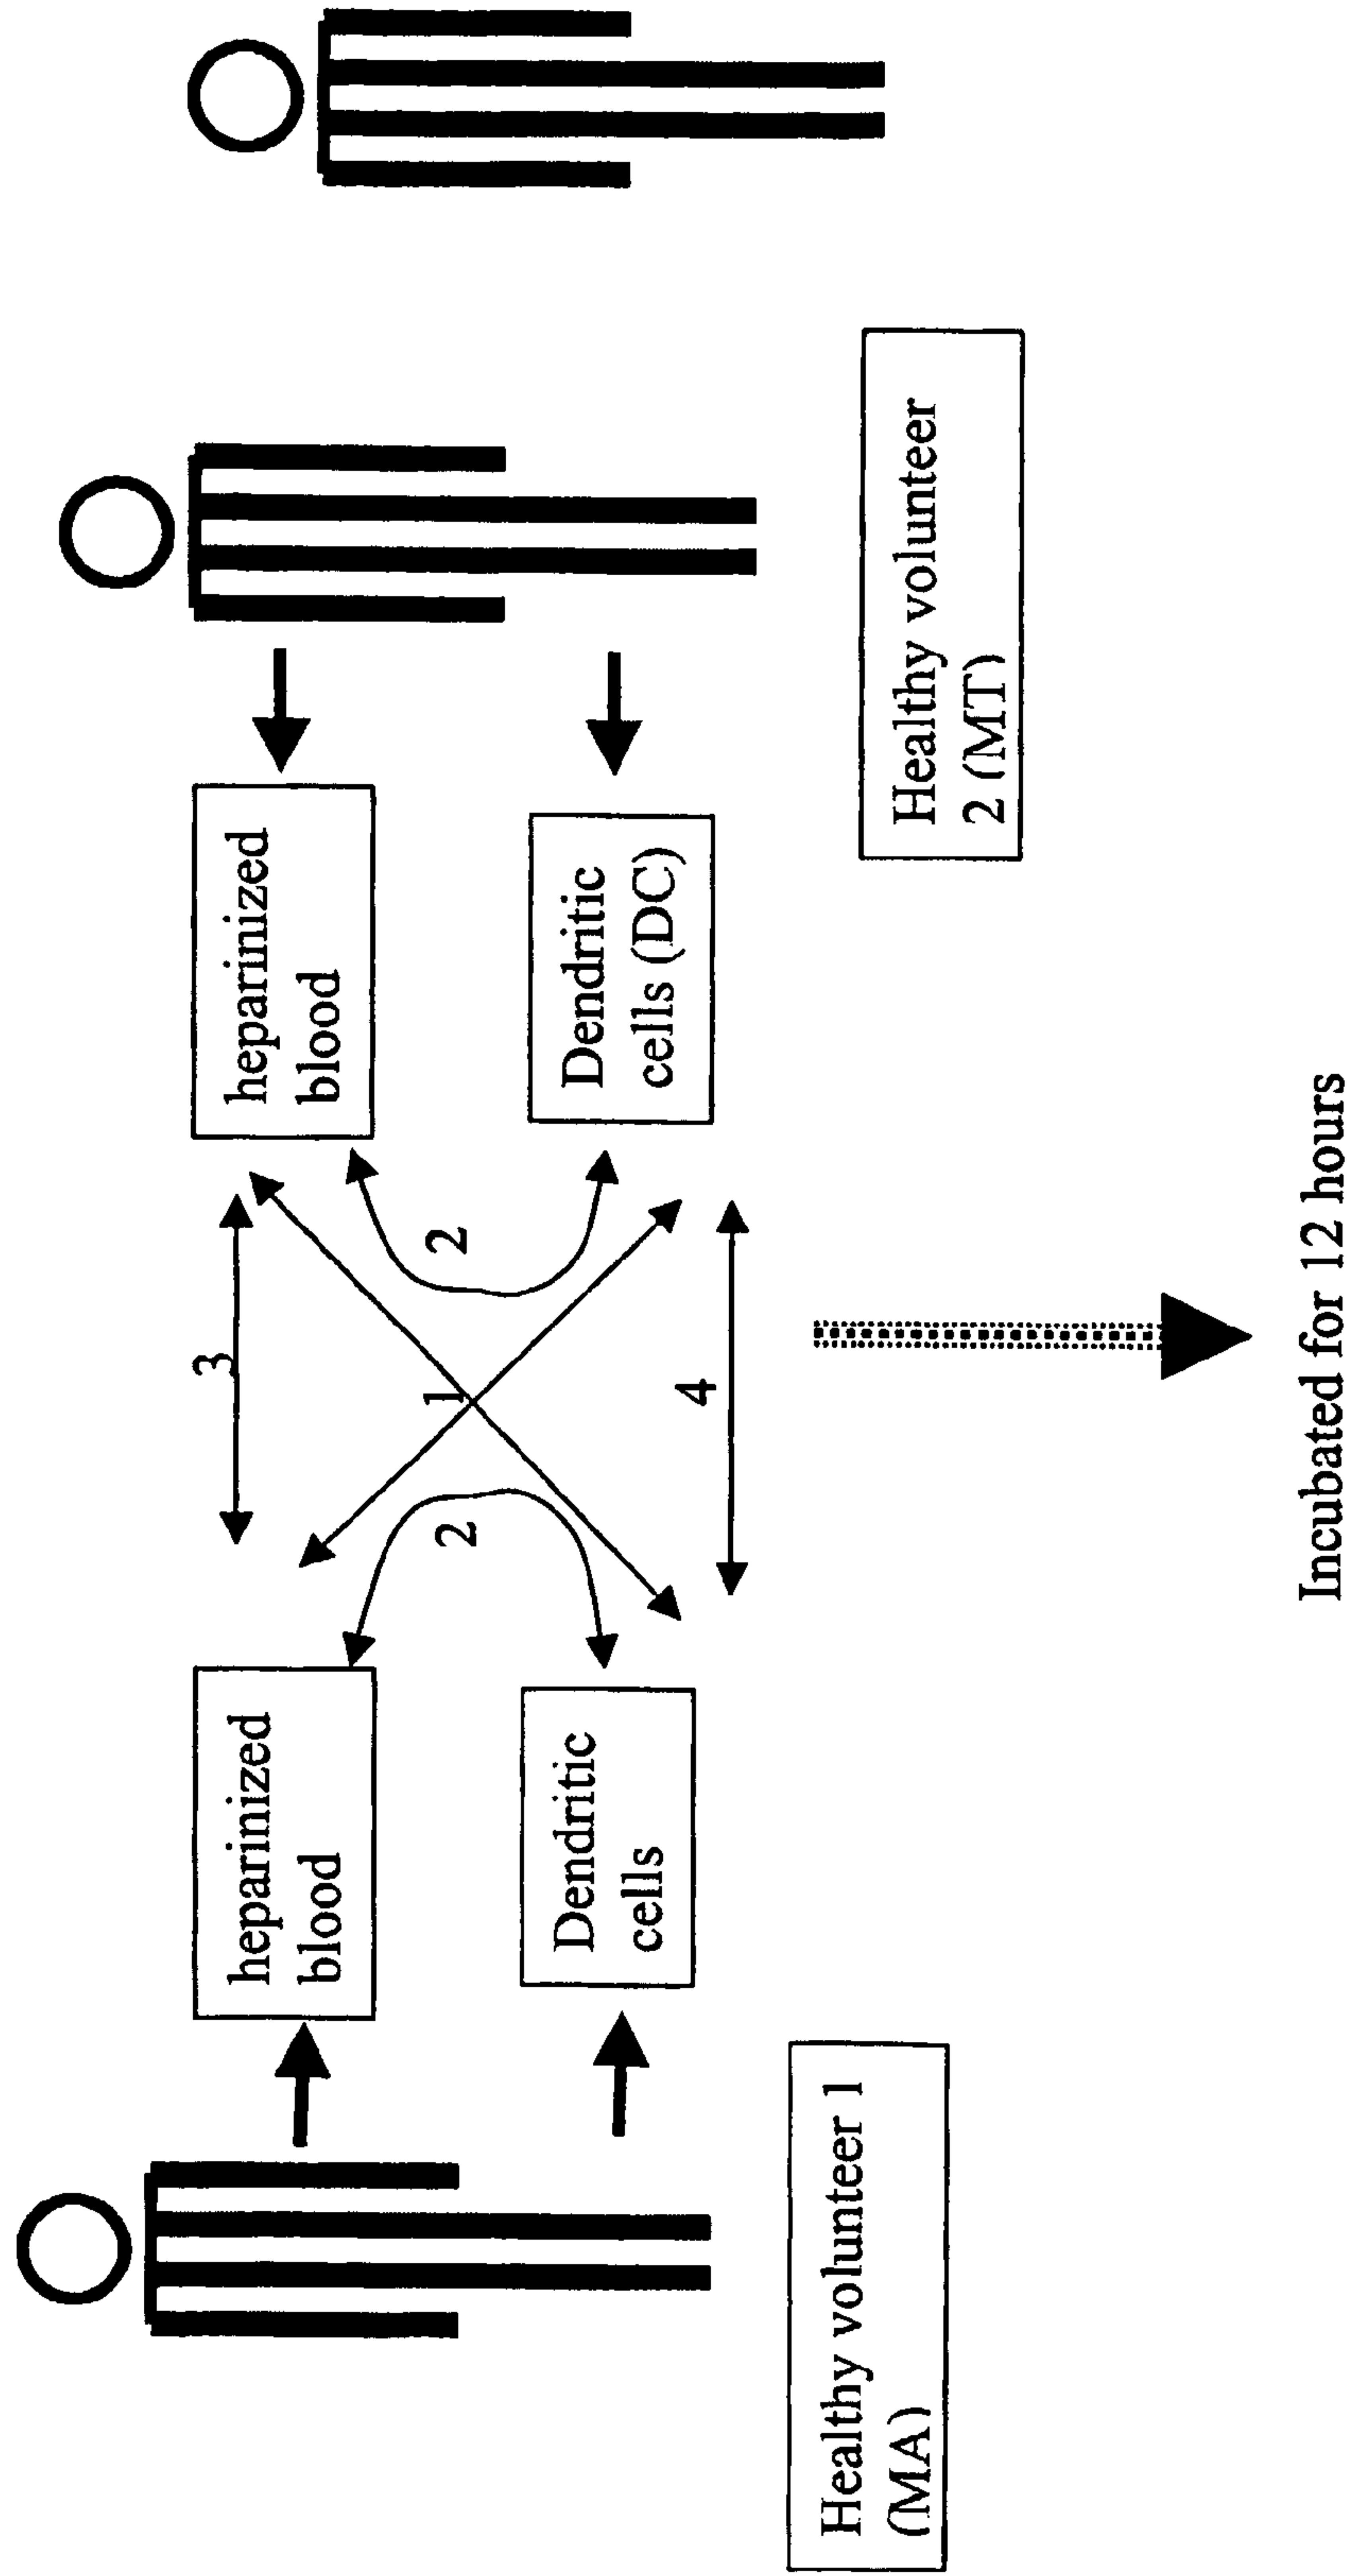 heparinized
blood
Dendritic
cells
Healthy volunteer 1
(MA)
3
2
1
2
4
heparinized
blood
Dendritic
cells (DC)
Healthy volunteer
2 (MT)
Incubated for 12 hours